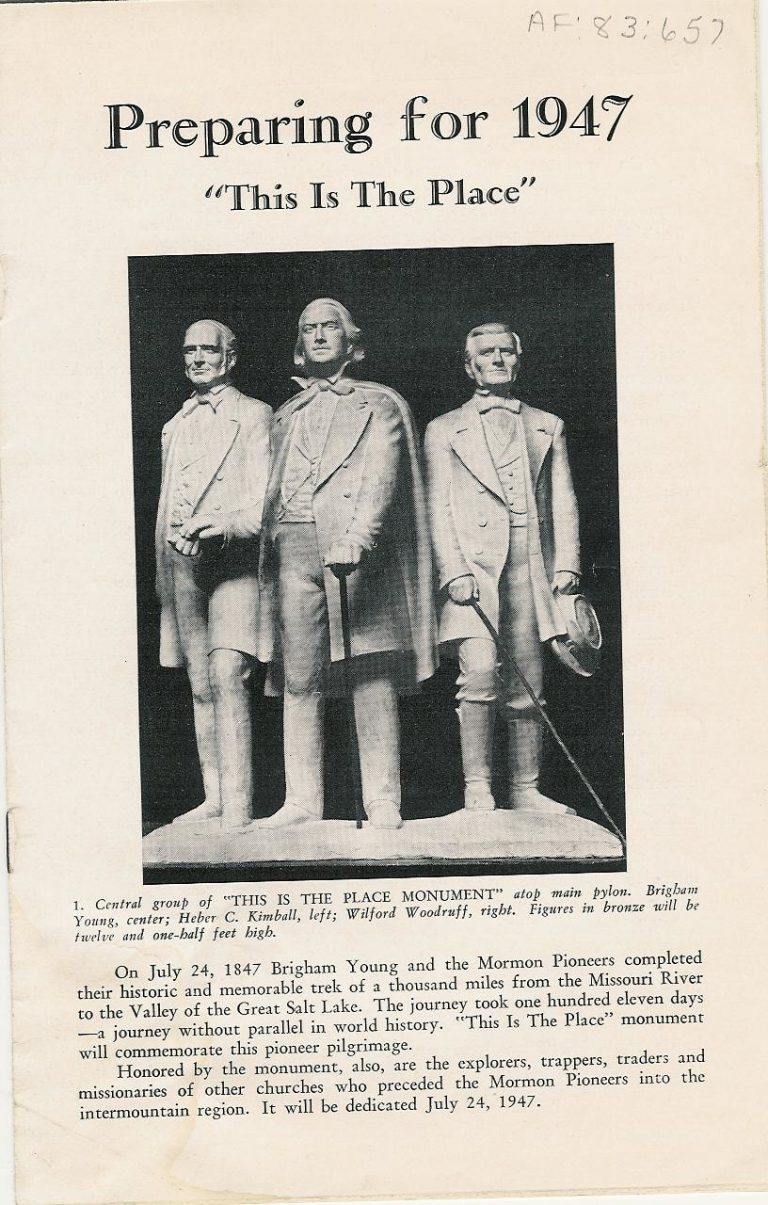 AF: 83:657
Preparing for 1947
“This Is The Place”
1. Central group of “THIS IS THE PLACE MONUMENT” atop main pylon. Brigham
Young, center; Heber C. Kimball, left; Wilford Woodruff, right. Figures in bronze will be
twelve and one-half feet high.
On July 24, 1847 Brigham Young and the Mormon Pioneers completed
their historic and memorable trek of a thousand miles from the Missouri River
to the Valley of the Great Salt Lake. The journey took one hundred eleven days
—a journey without parallel in world history. “This Is The Place” monument
will commemorate this pioneer pilgrimage.
Honored by the monument, also, are the explorers, trappers, traders and
missionaries of other churches who preceded the Mormon Pioneers into the
intermountain region. It will be dedicated July 24, 1947.